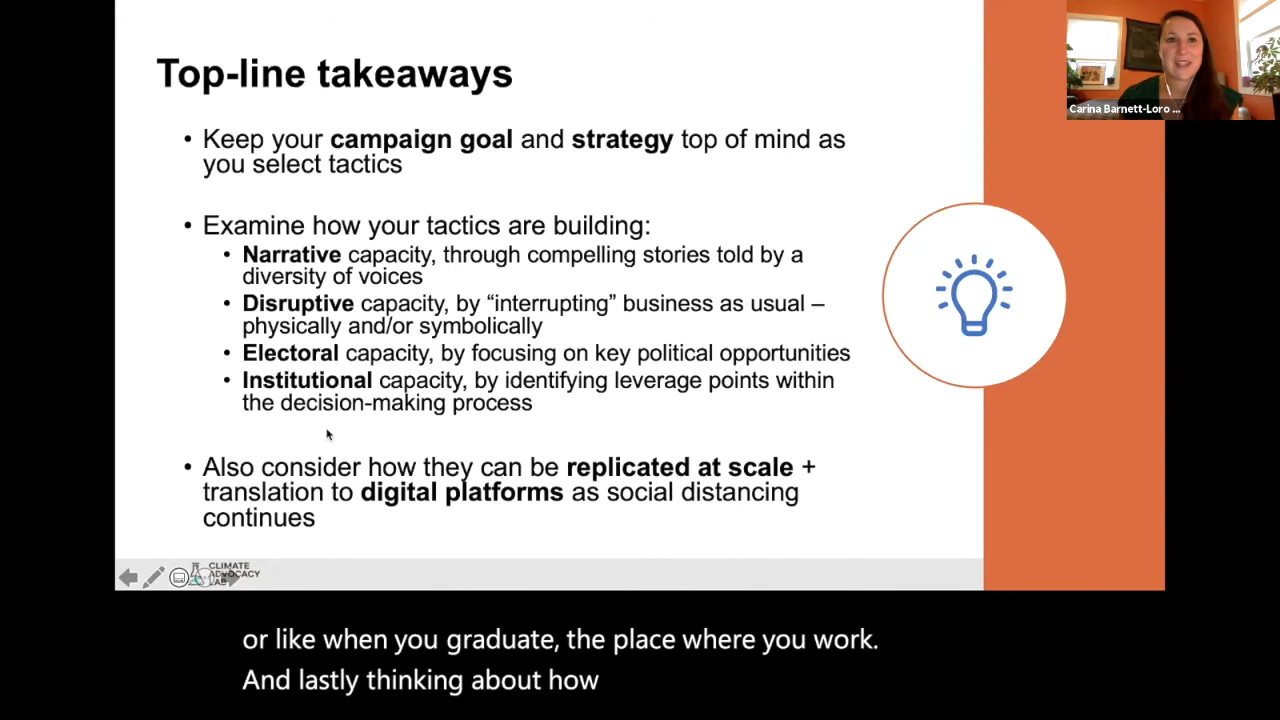 Top-line takeaways
Carina Barnett-Loro ...
• Keep your campaign goal and strategy top of mind as
you select tactics
• Examine how your tactics are building:
• Narrative capacity, through compelling stories told by a
diversity of voices
• Disruptive capacity, by “interrupting” business as usual –
physically and/or symbolically
• Electoral capacity, by focusing on key political opportunities
• Institutional capacity, by identifying leverage points within
the decision-making process
• Also consider how they can be replicated at scale +
translation to digital platforms as social distancing
continues
CLIMATE
ADVOCACY
LAB
or like when you graduate, the place where you work.
And lastly thinking about how